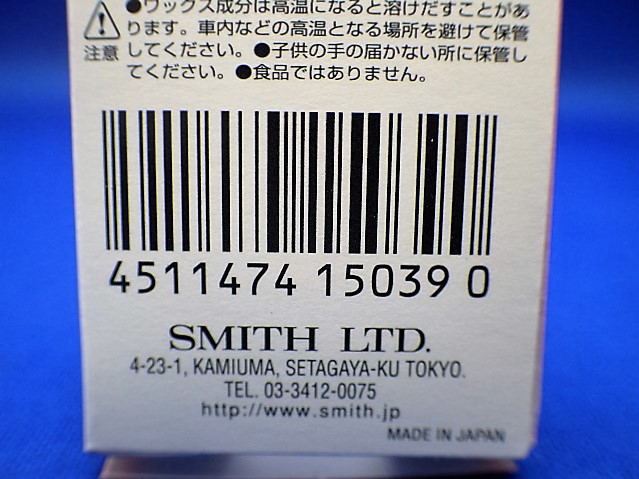 ●ワックス成分は高温になると溶けだすことがあ
ります。車内などの高温となる場所を避けて保管
してください。●子供の手の届かない所に保管し
てください。●食品ではありません。
注意
4511474 15039 0
SMITH LTD.
4-23-1, KAMIUMA, SETAGAYA-KU TOKYO.
TEL. 03-3412-0075
http://www.smith.jp
MADE IN JAPAN